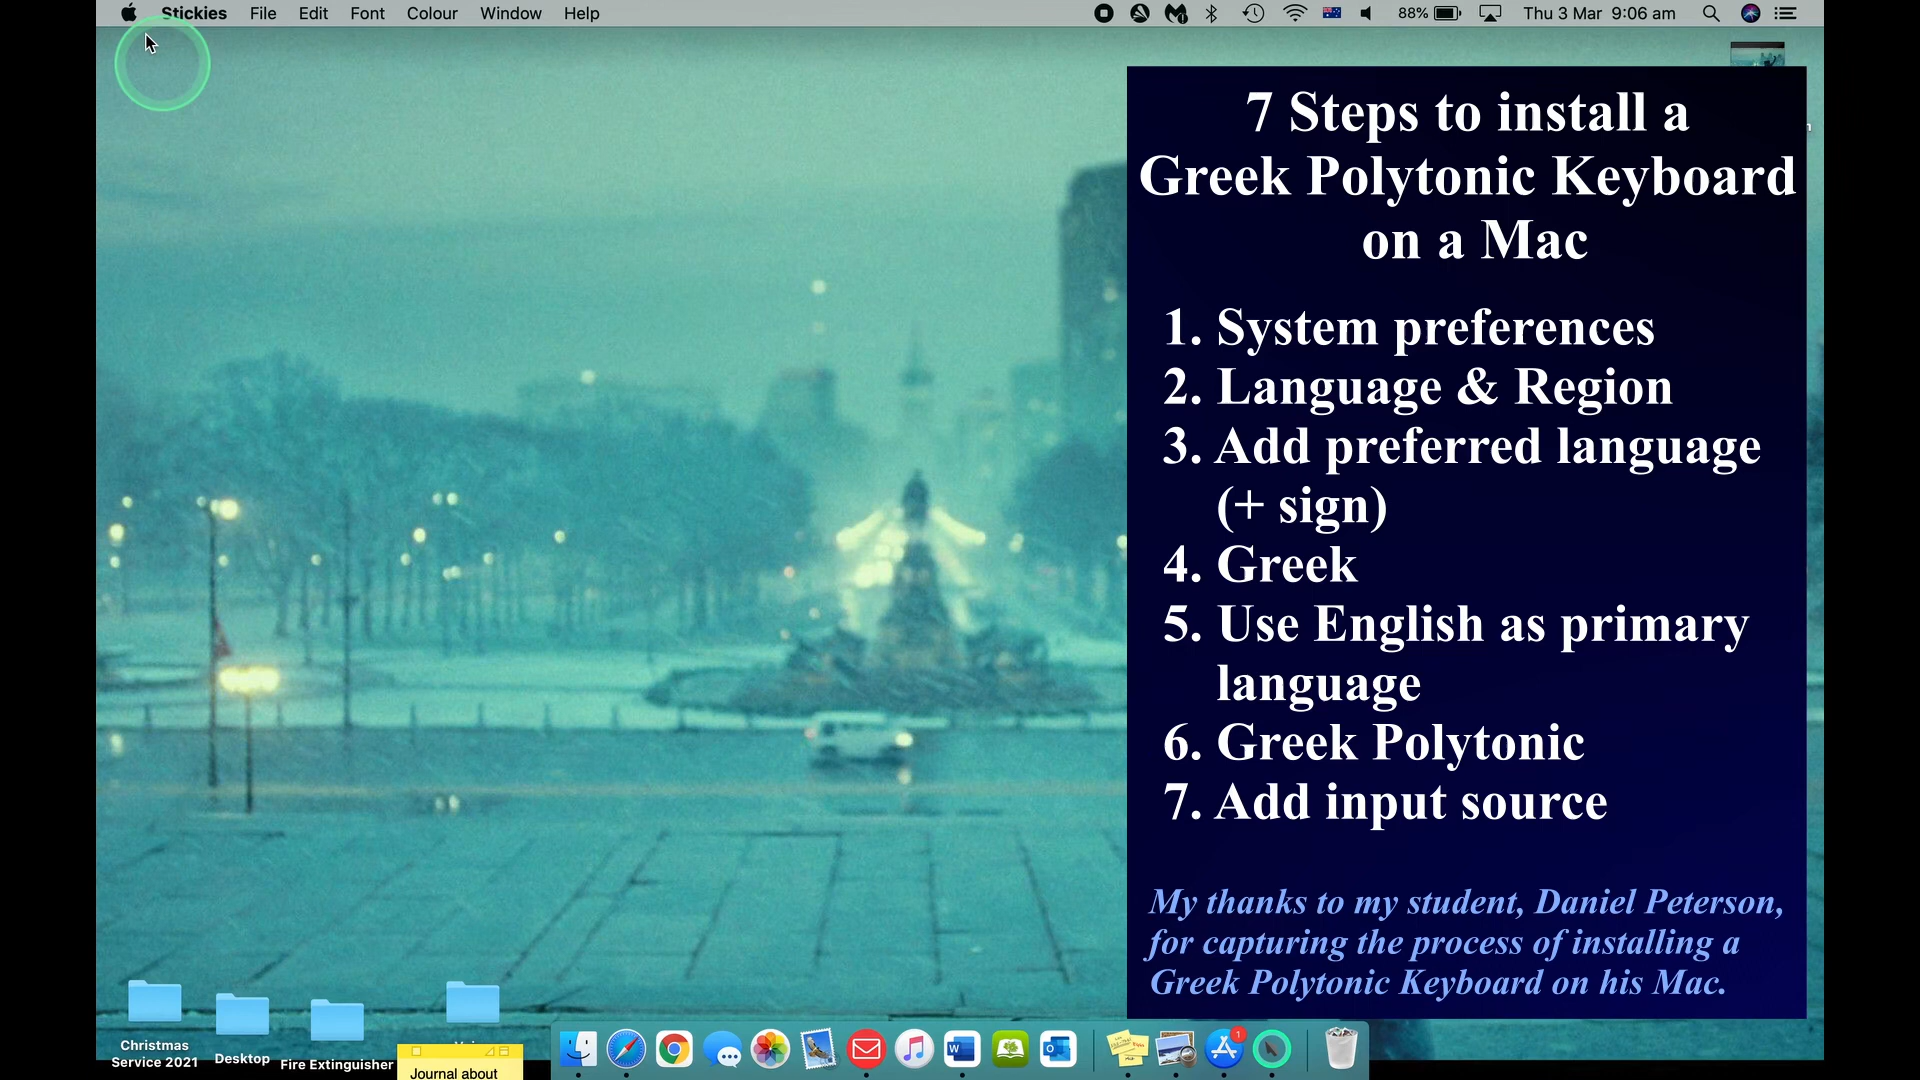 Stickies File Edit Font Colour Window Help 88% Thu 3 Mar 9:06 am
7 Steps to install a
Greek Polytonic Keyboard
on a Mac
1. System preferences
2. Language & Region
3. Add preferred language
(+ sign)
4. Greek
5. Use English as primary
language
6. Greek Polytonic
7. Add input source
My thanks to my student, Daniel Peterson,
for capturing the process of installing a
Greek Polytonic Keyboard on his Mac.
Christmas
Service 2021
Desktop
Fire Extinguisher
Journal about
1